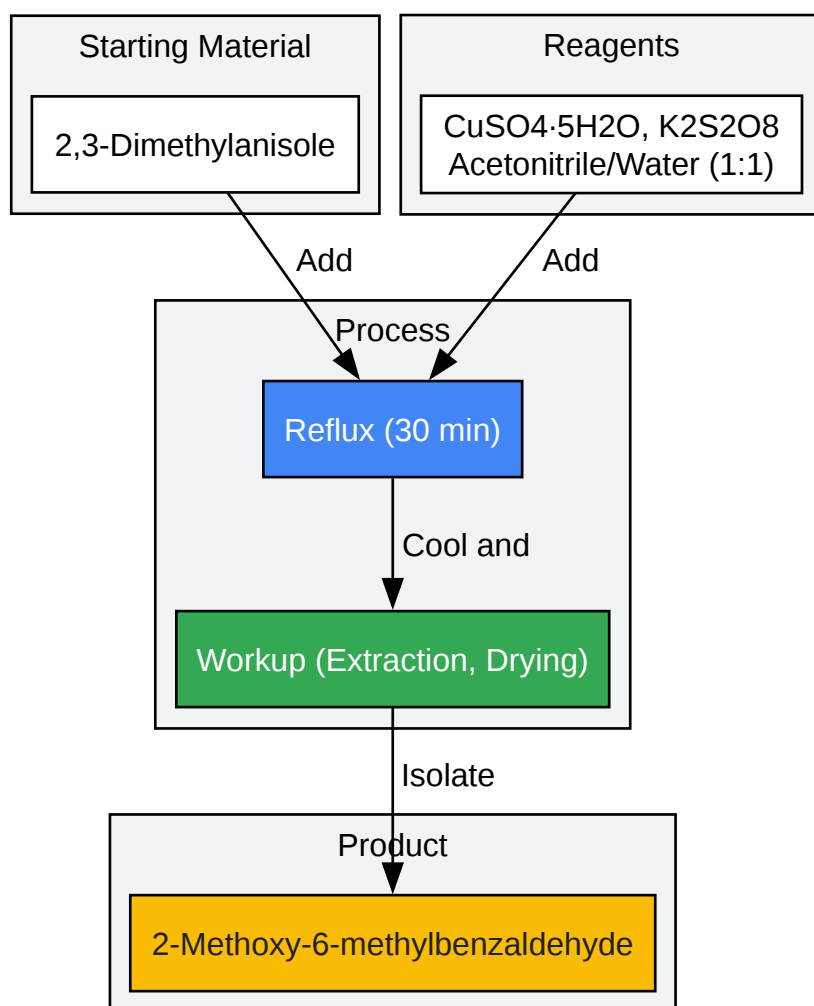 Starting Material
2,3-Dimethylanisole
Reagents
CuSO4·5H2O, K2S2O8
Acetonitrile/Water (1:1)
Add
Add
Process
Reflux (30 min)
Cool and
Workup (Extraction, Drying)
Isolate
Product
2-Methoxy-6-methylbenzaldehyde